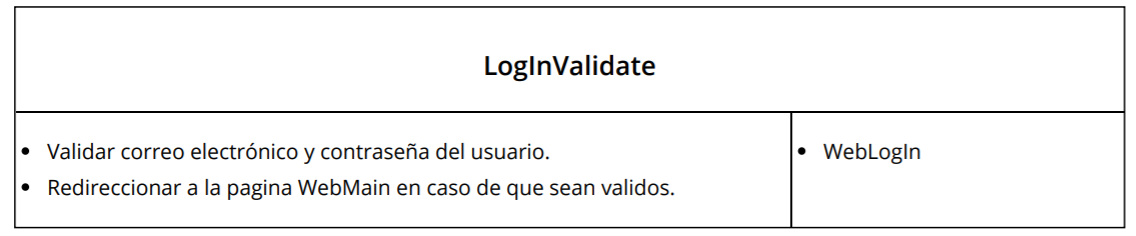 LogInValidate
• Validar correo electrónico y contraseña del usuario.
• Redireccionar a la pagina WebMain en caso de que sean validos.
• WebLogIn